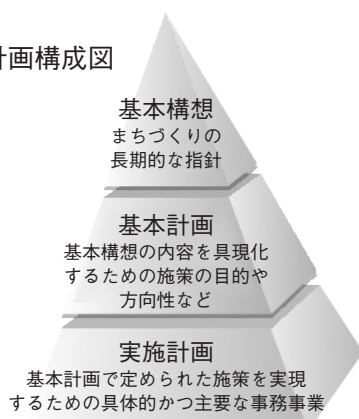 計画構成図
基本構想
まちづくりの
長期的な指針
基本計画
基本構想の内容を具現化
するための施策の目的や
方向性など
実施計画
基本計画で定められた施策を実現
するための具体的かつ主要な事務事業